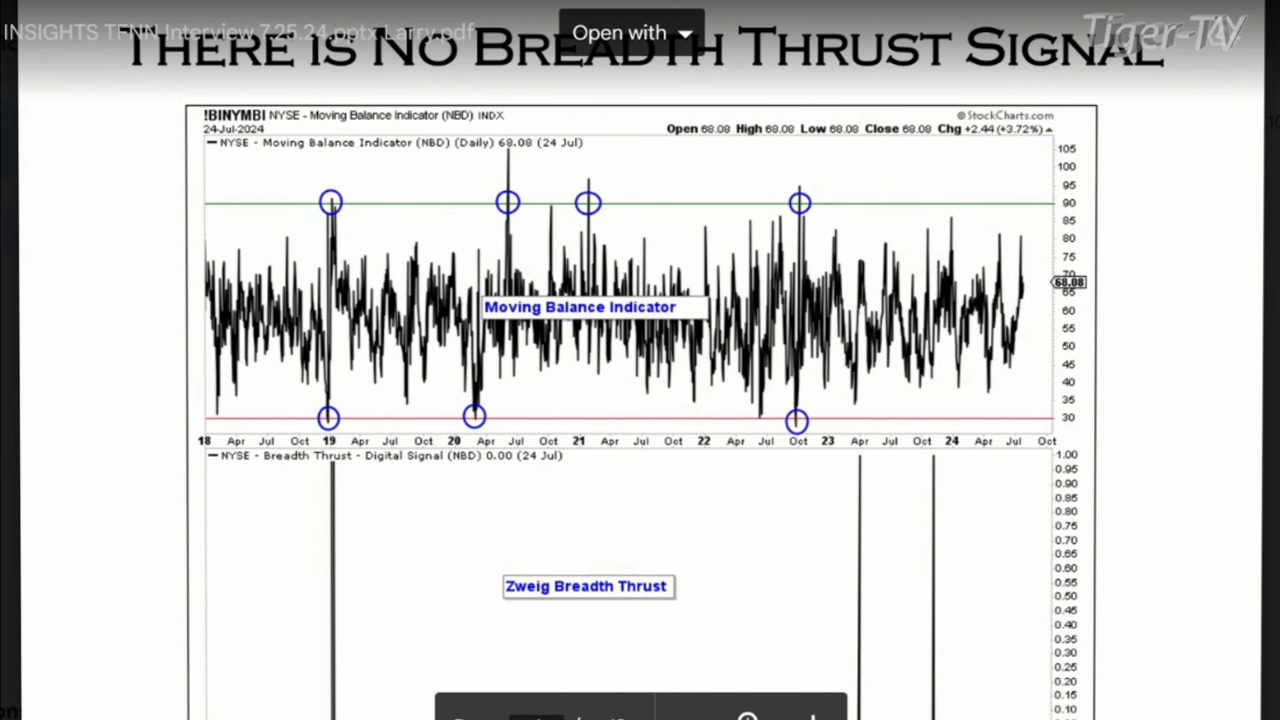 INSIGHTS TFNN Interview 7.25.24.pptx Larry.pdf
Open with
Tiger-TV
THERE IS NO BREADTH THRUST SIGNAL
!BINYMBI NYSE - Moving Balance Indicator (NBD) INDX
@StockCharts.com
24-Jul-2024
Open 68.08 High 68.08 Low 68.08 Close 68.08 Chg +2.44 (+3.72%)
NYSE - Moving Balance Indicator (NBD) (Daily) 68.08 (24 Jul)
105
100
95
90
85
80
75
70
68.08
65
60
55
50
45
40
35
30
Moving Balance Indicator
18 Apr Jul Oct 19 Apr Jul Oct 20 Apr Jul Oct 21 Apr Jul Oct 22 Apr Jul Oct 23 Apr Jul Oct 24 Apr Jul Oct
NYSE - Breadth Thrust - Digital Signal (NBD) 0.00 (24 Jul)
1.00
0.95
0.90
0.85
0.80
0.75
0.70
0.65
0.60
0.55
0.50
0.45
0.40
0.35
0.30
0.25
0.20
0.15
0.10
Zweig Breadth Thrust